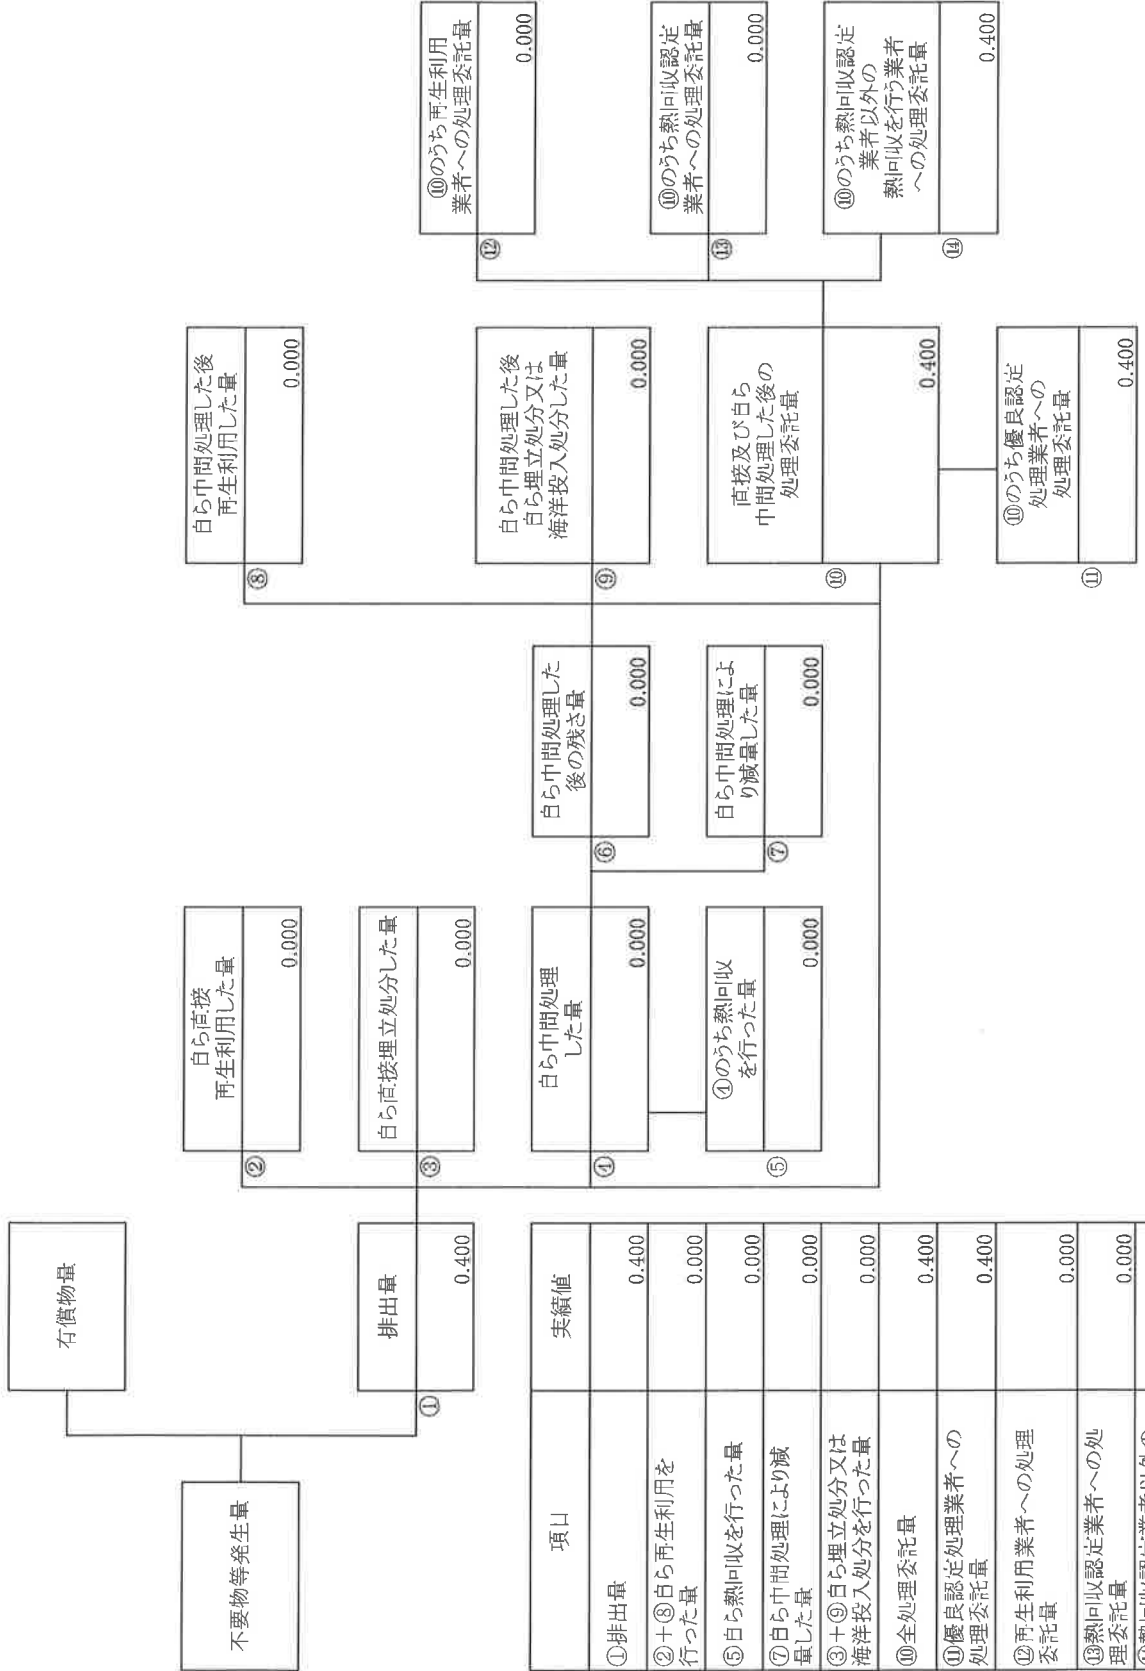 不要物等発生量
有償物量
排出量
①
0.400
自ら直接
再生利用した量
②
0.000
自ら直接埋立処分した量
③
0.000
自ら中間処理
した量
④
0.000
④のうち熱回収
を行った量
⑤
0.000
自ら中間処理した
後の残さ量
⑥
0.000
自ら中間処理によ
り減量した量
⑦
0.000
自ら中間処理した後
再生利用した量
⑧
0.000
自ら中間処理した後
自ら埋立処分又は
海洋投入処分した量
⑨
0.000
直接及び自ら
中間処理した後の
処理委託量
⑩
0.400
⑩のうち優良認定
処理業者への
処理委託量
⑪
0.400
⑩のうち再生利用
業者への処理委託量
⑫
0.000
⑩のうち熱回収認定
業者への処理委託量
⑬
0.000
⑩のうち熱回収認定
業者以外の
熱回収を行う業者
への処理委託量
⑭
0.400
項目
実績値
①排出量
0.400
②+⑧自ら再生利用を
行った量
0.000
⑤自ら熱回収を行った量
0.000
⑦自ら中間処理により減
量した量
0.000
③+⑨自ら埋立処分又は
海洋投入処分を行った量
0.000
⑩全処理委託量
0.400
⑪優良認定処理業者への
処理委託量
0.400
⑫再生利用業者への処理
委託量
0.000
⑬熱回収認定業者への処
理委託量
0.000